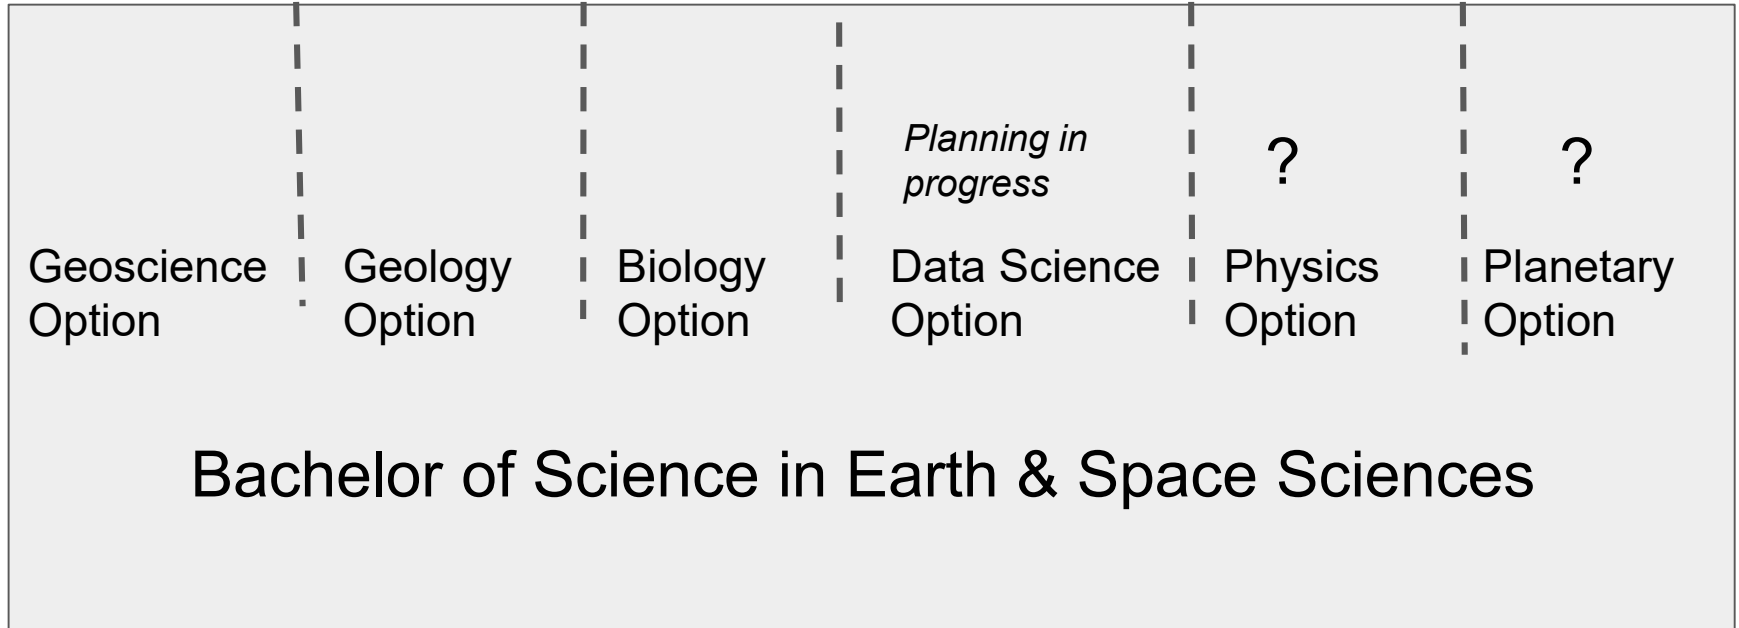 Planning in
progress
?
?
Geoscience
Option
Geology
Option
Biology
Option
Data Science
Option
Physics
Option
Planetary
Option
Bachelor of Science in Earth & Space Sciences